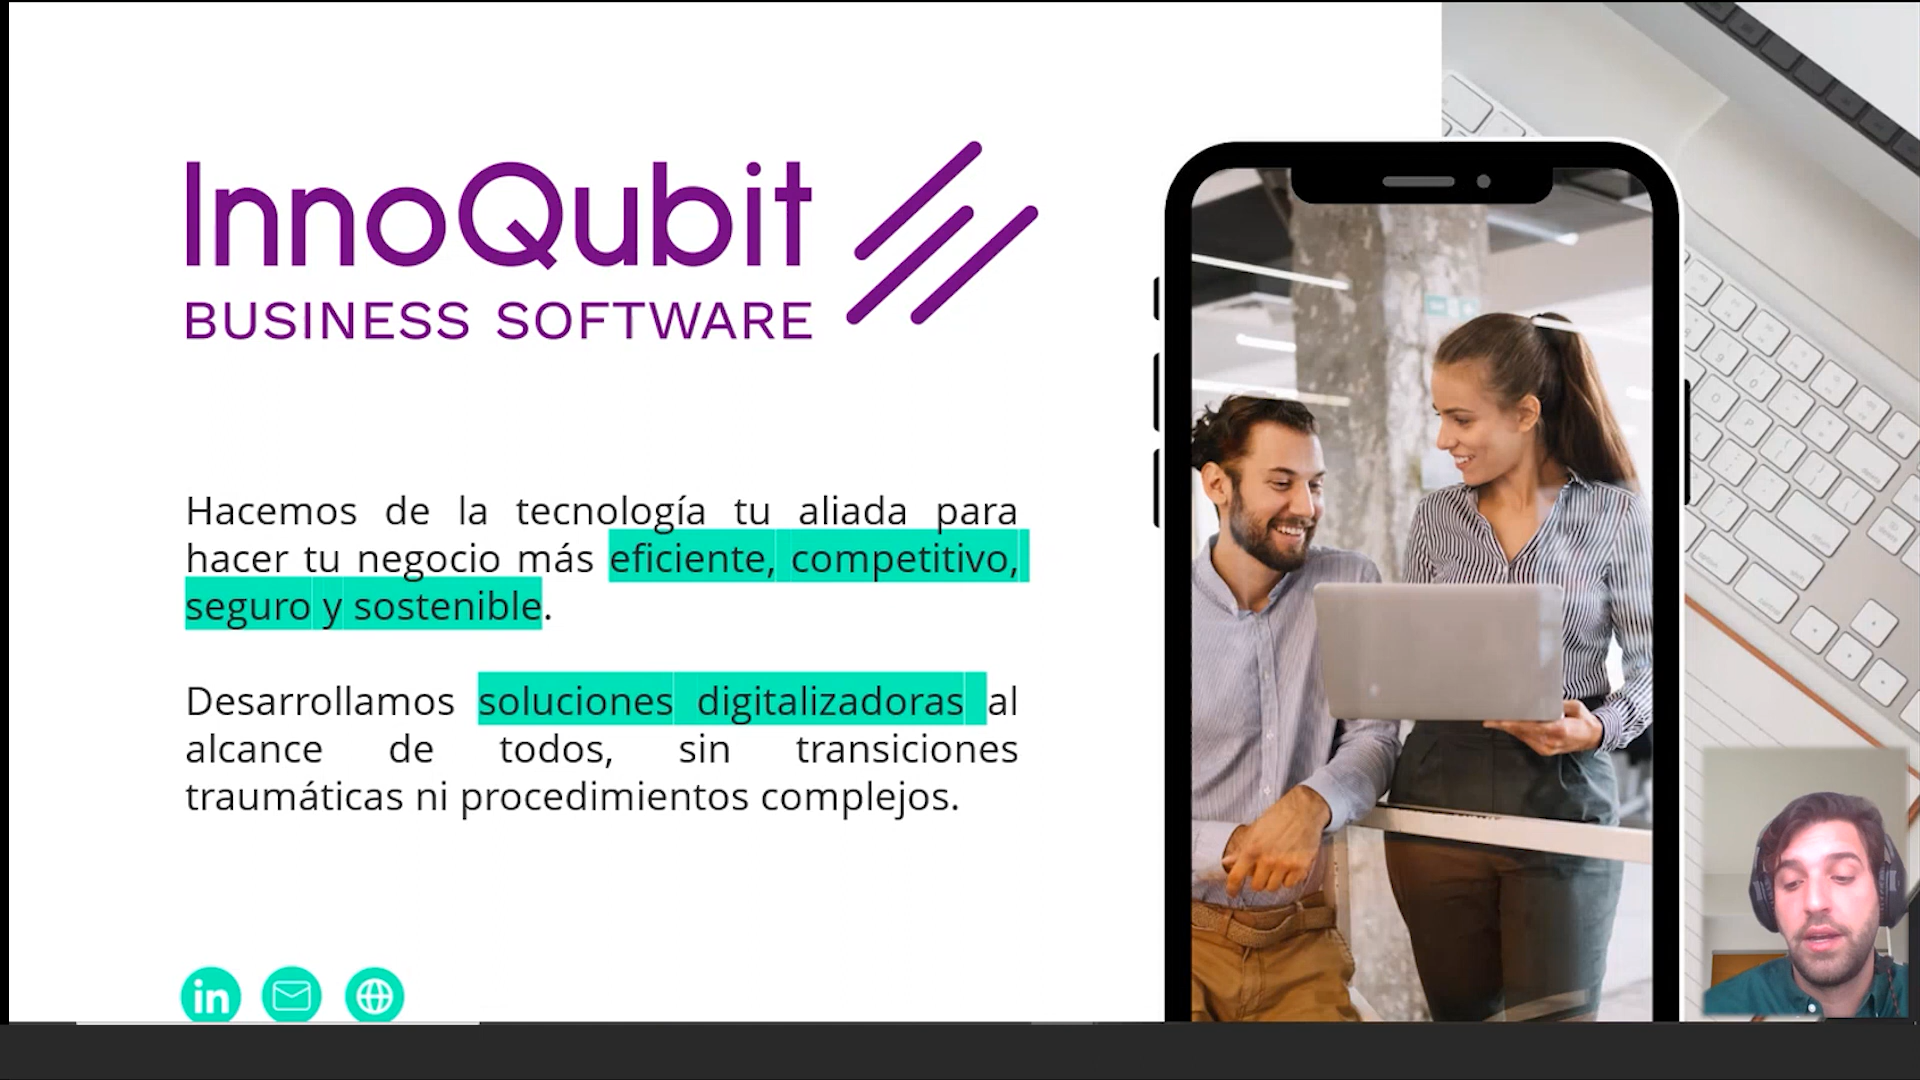 InnoQubit
BUSINESS SOFTWARE
Hacemos de la tecnología tu aliada para
hacer tu negocio más eficiente, competitivo,
seguro y sostenible.
Desarrollamos soluciones digitalizadoras al
alcance de todos, sin transiciones
traumáticas ni procedimientos complejos.
in